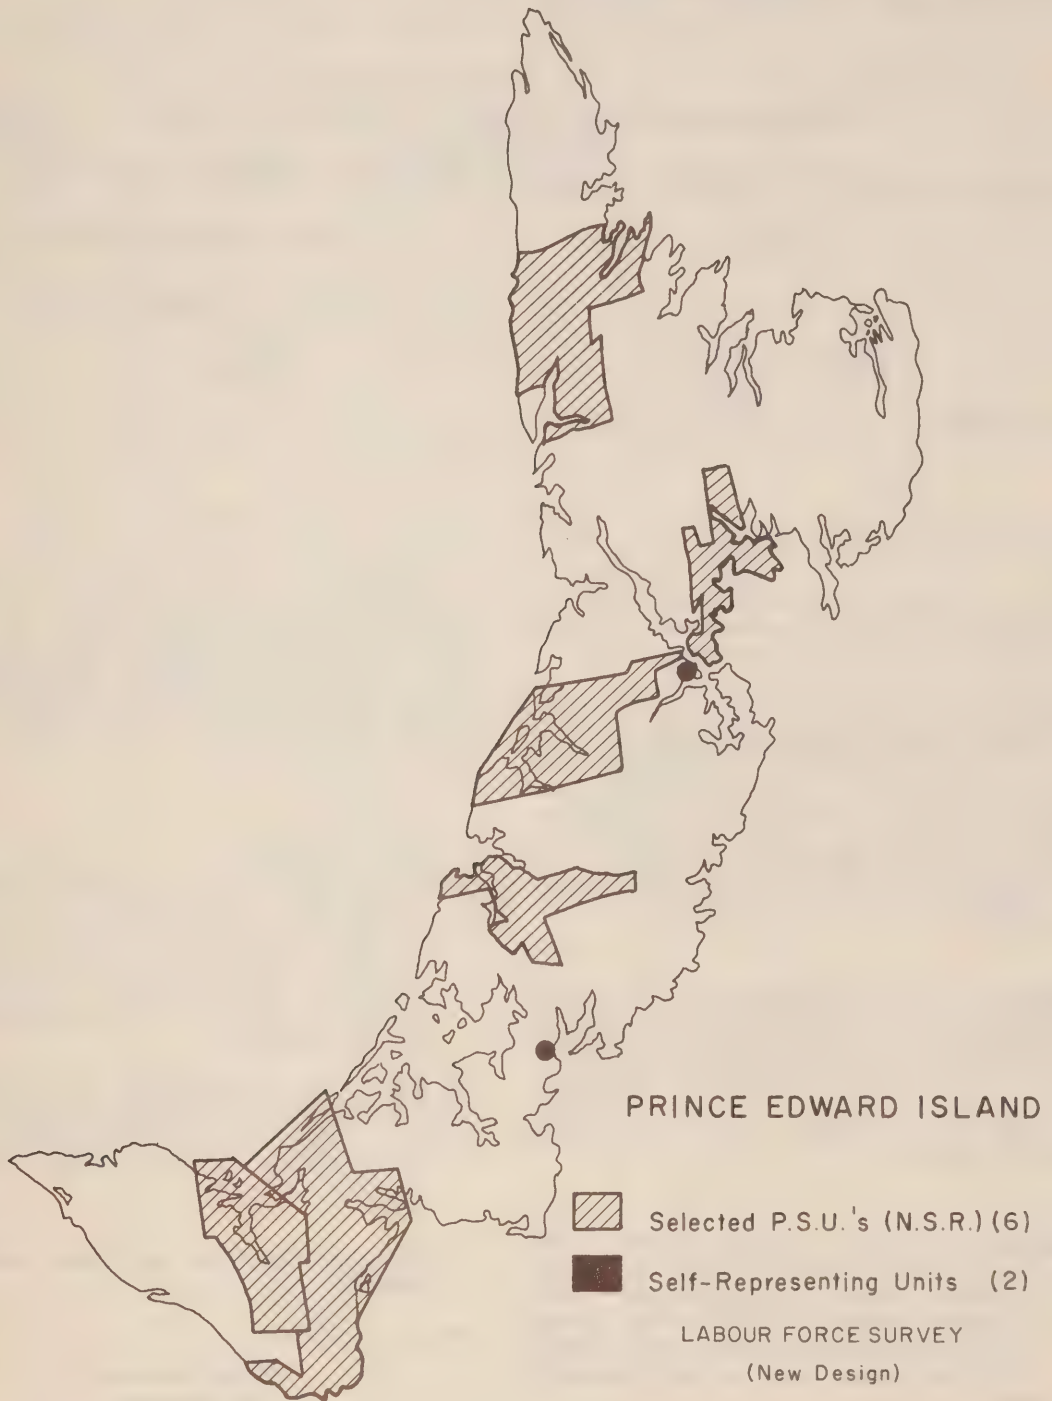 PRINCE EDWARD ISLAND
Selected P.S.U.'s (N.S.R.) (6)
Self-Representing Units (2)
LABOUR FORCE SURVEY
(New Design)